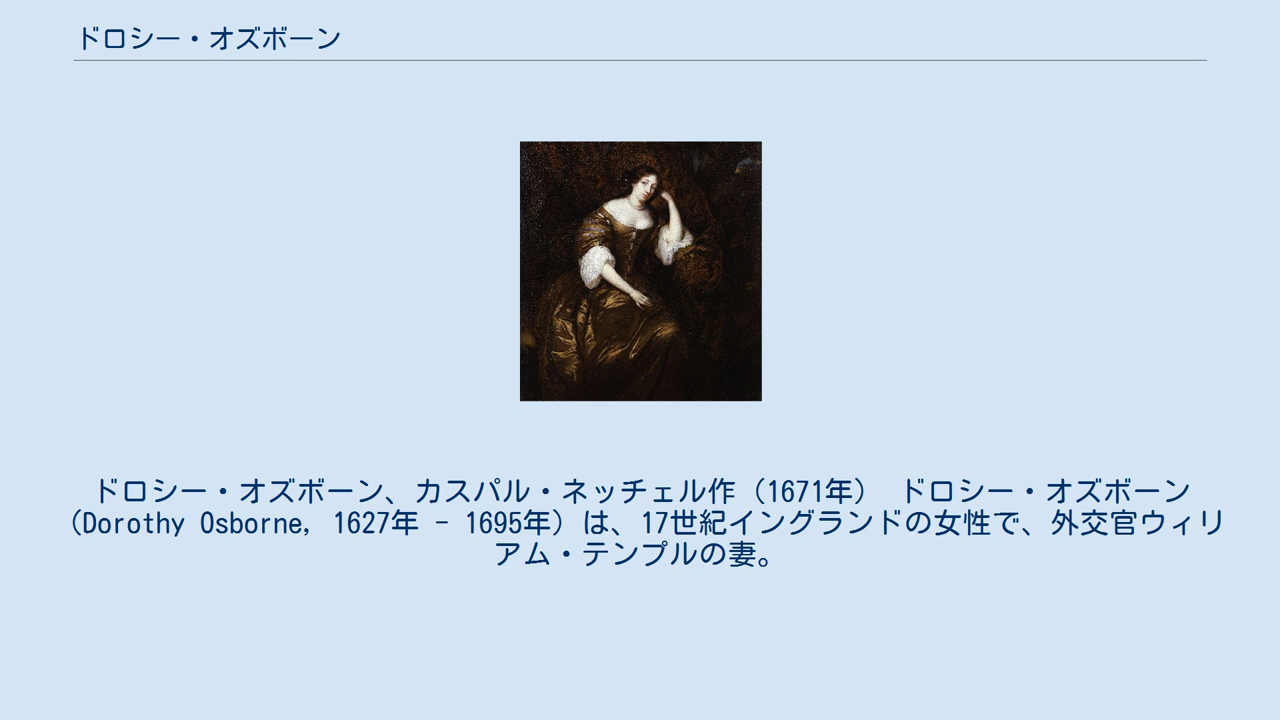 ドロシー・オズボーン
ドロシー・オズボーン、カスパル・ネッチェル作（1671年） ドロシー・オズボーン
(Dorothy Osborne, 1627年 - 1695年）は、17世紀イングランドの女性で、外交官ウィリ
アム・テンプルの妻。